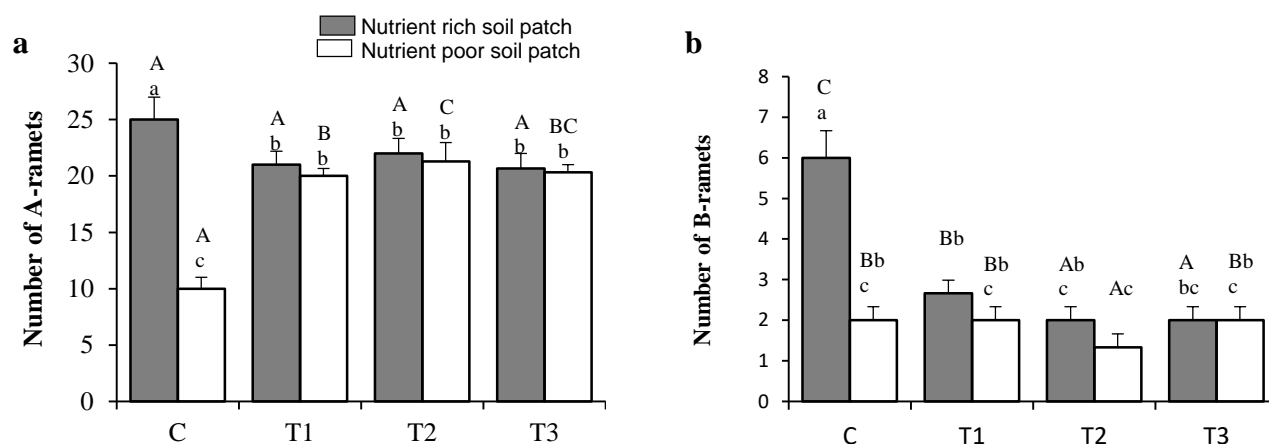 a
Nutrient rich soil patch
Nutrient poor soil patch
Number of A-ramets
30
25
20
15
10
5
0
A
a
A
c
A
b
B
b
A
b
C
b
A
b
BC
b
C
T1
T2
T3
b
Number of B-ramets
8
7
6
5
4
3
2
1
0
C
a
Bb
c
Bb
Bb
c
Ab
c
Ac
A
bc
Bb
c
C
T1
T2
T3